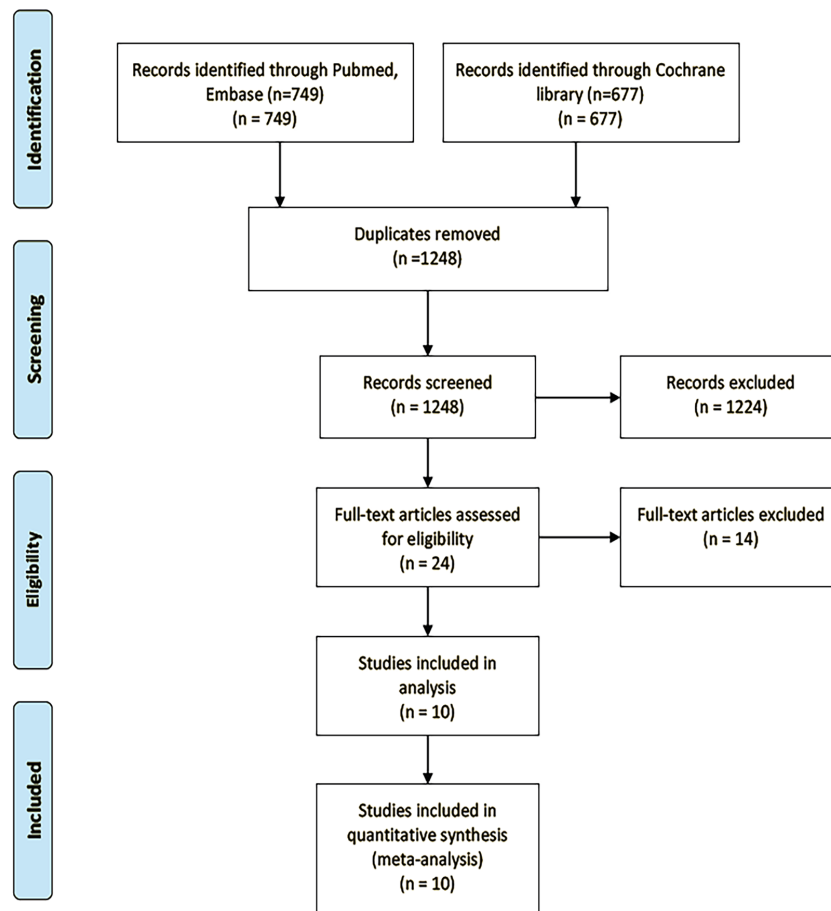 Identification
Records identified through Pubmed,
Embase (n=749)
(n = 749)
Records identified through Cochrane
library (n=677)
(n = 677)
Duplicates removed
(n =1248)
Screening
Records screened
(n = 1248)
Records excluded
(n = 1224)
Eligibility
Full-text articles assessed
for eligibility
(n = 24)
Full-text articles excluded
(n = 14)
Studies included in
analysis
(n = 10)
Included
Studies included in
quantitative synthesis
(meta-analysis)
(n = 10)